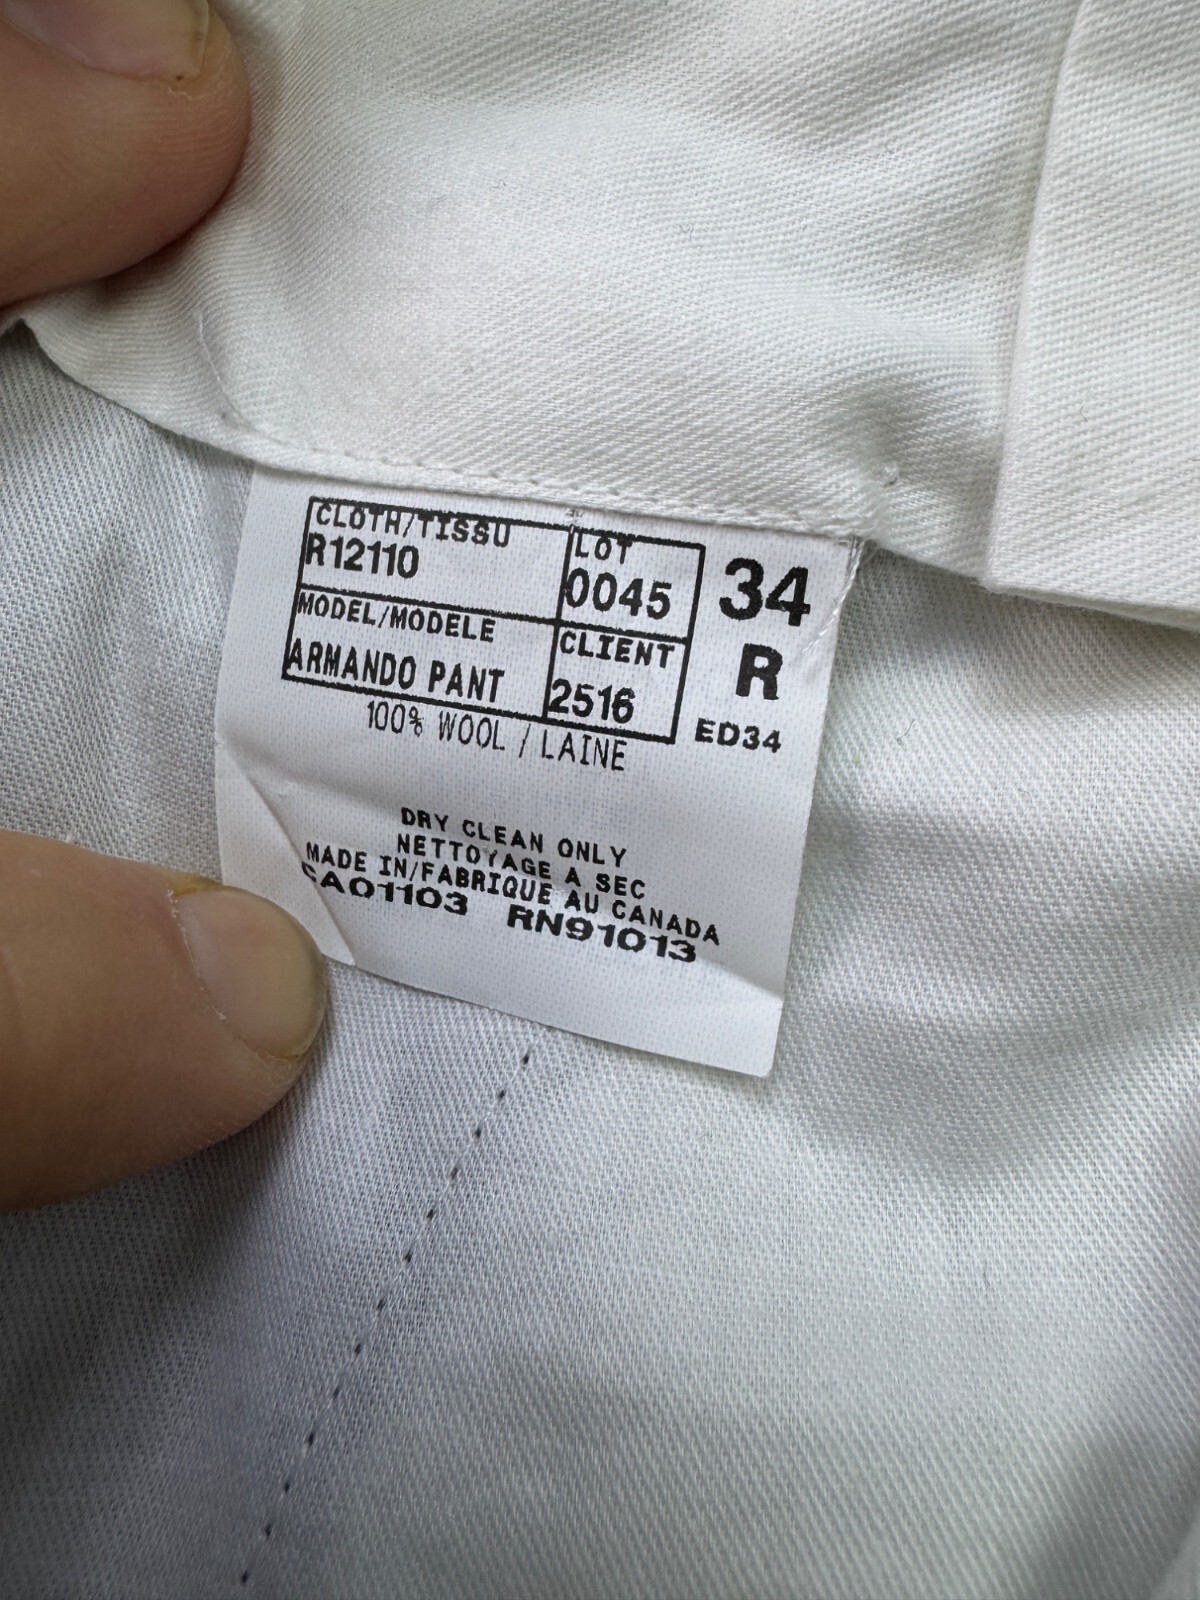 CLOTH/TISSU
R12110
LOT
0045
MODEL/MODELE
ARMANDO PANT
CLIENT
2516
34
R
ED34
100% WOOL / LAINE
DRY CLEAN ONLY
NETTOYAGE A SEC
MADE IN/FABRIQUE AU CANADA
CA01103 RN91013